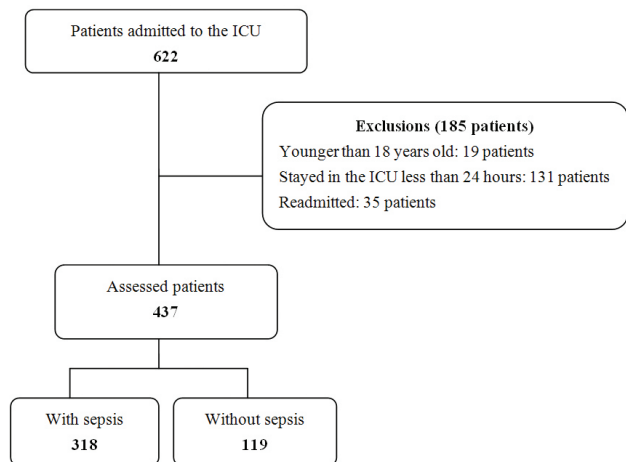 Patients admitted to the ICU
622
Exclusions (185 patients)
Younger than 18 years old: 19 patients
Stayed in the ICU less than 24 hours: 131 patients
Readmitted: 35 patients
Assessed patients
437
With sepsis
318
Without sepsis
119